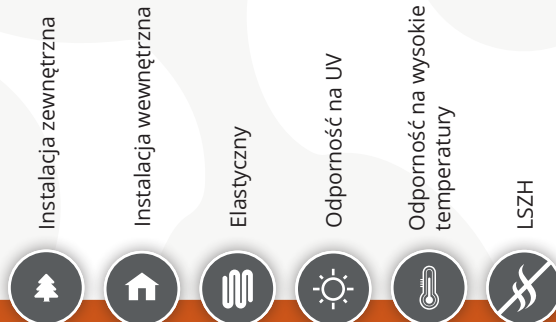 Instalacja zewnętrzna
Instalacja wewnętrzna
Elastyczny
Odporność na UV
Odporność na wysokie
temperatury
LSZH